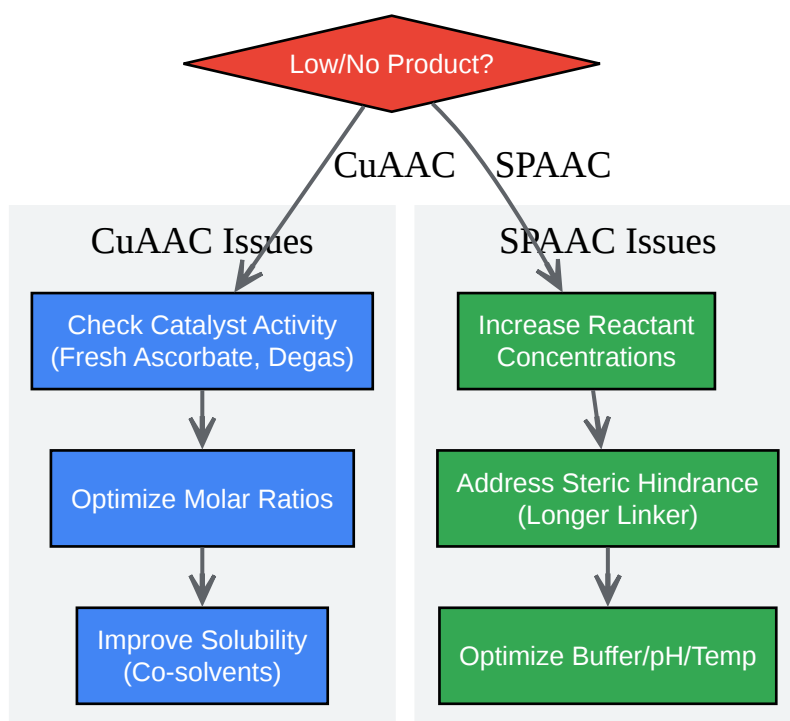 Low/No Product?
CuAAC
SPAAC
CuAAC Issues
Check Catalyst Activity
(Fresh Ascorbate, Degas)
Optimize Molar Ratios
Improve Solubility
(Co-solvents)
SPAAC Issues
Increase Reactant
Concentrations
Address Steric Hindrance
(Longer Linker)
Optimize Buffer/pH/Temp